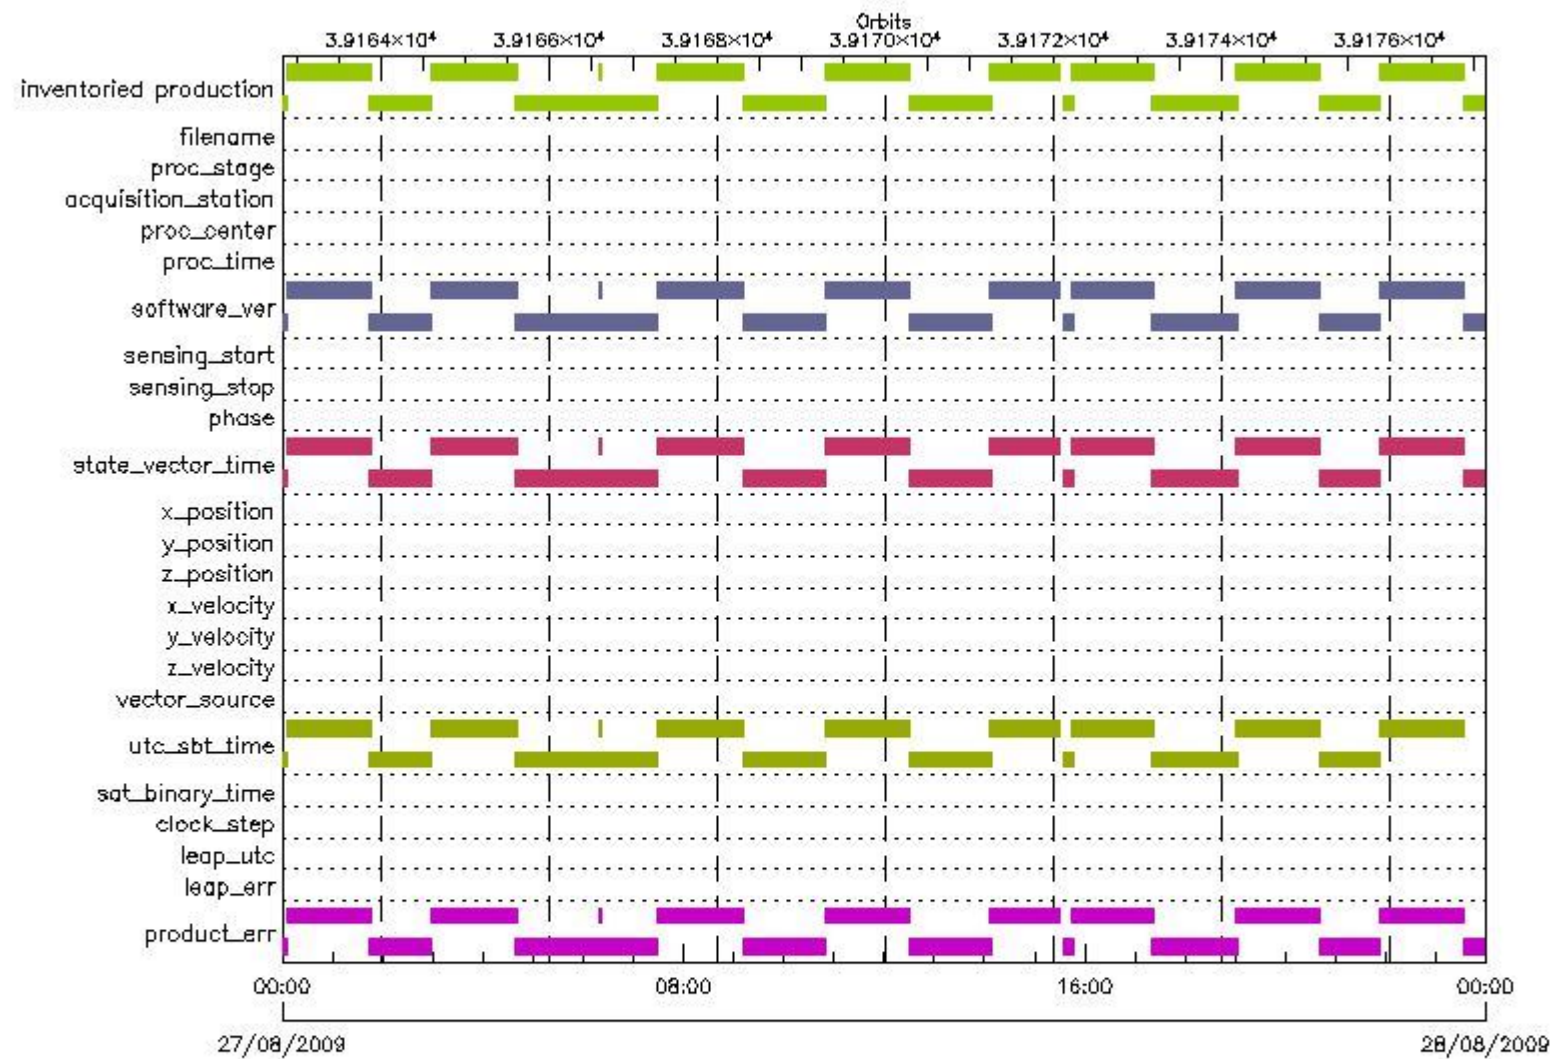 Orbits
3.9164×10⁴ 3.9166×10⁴ 3.9168×10⁴ 3.9170×10⁴ 3.9172×10⁴ 3.9174×10⁴ 3.9176×10⁴
inventoried production
filename
proc_stage
acquisition_station
proc_center
proc_time
software_ver
sensing_start
sensing_stop
phase
state_vector_time
x_position
y_position
z_position
x_velocity
y_velocity
z_velocity
vector_source
utc_sbt_time
sat_binary_time
clock_step
leap_utc
leap_err
product_err
00:00 08:00 16:00 00:00
27/08/2009 28/08/2009